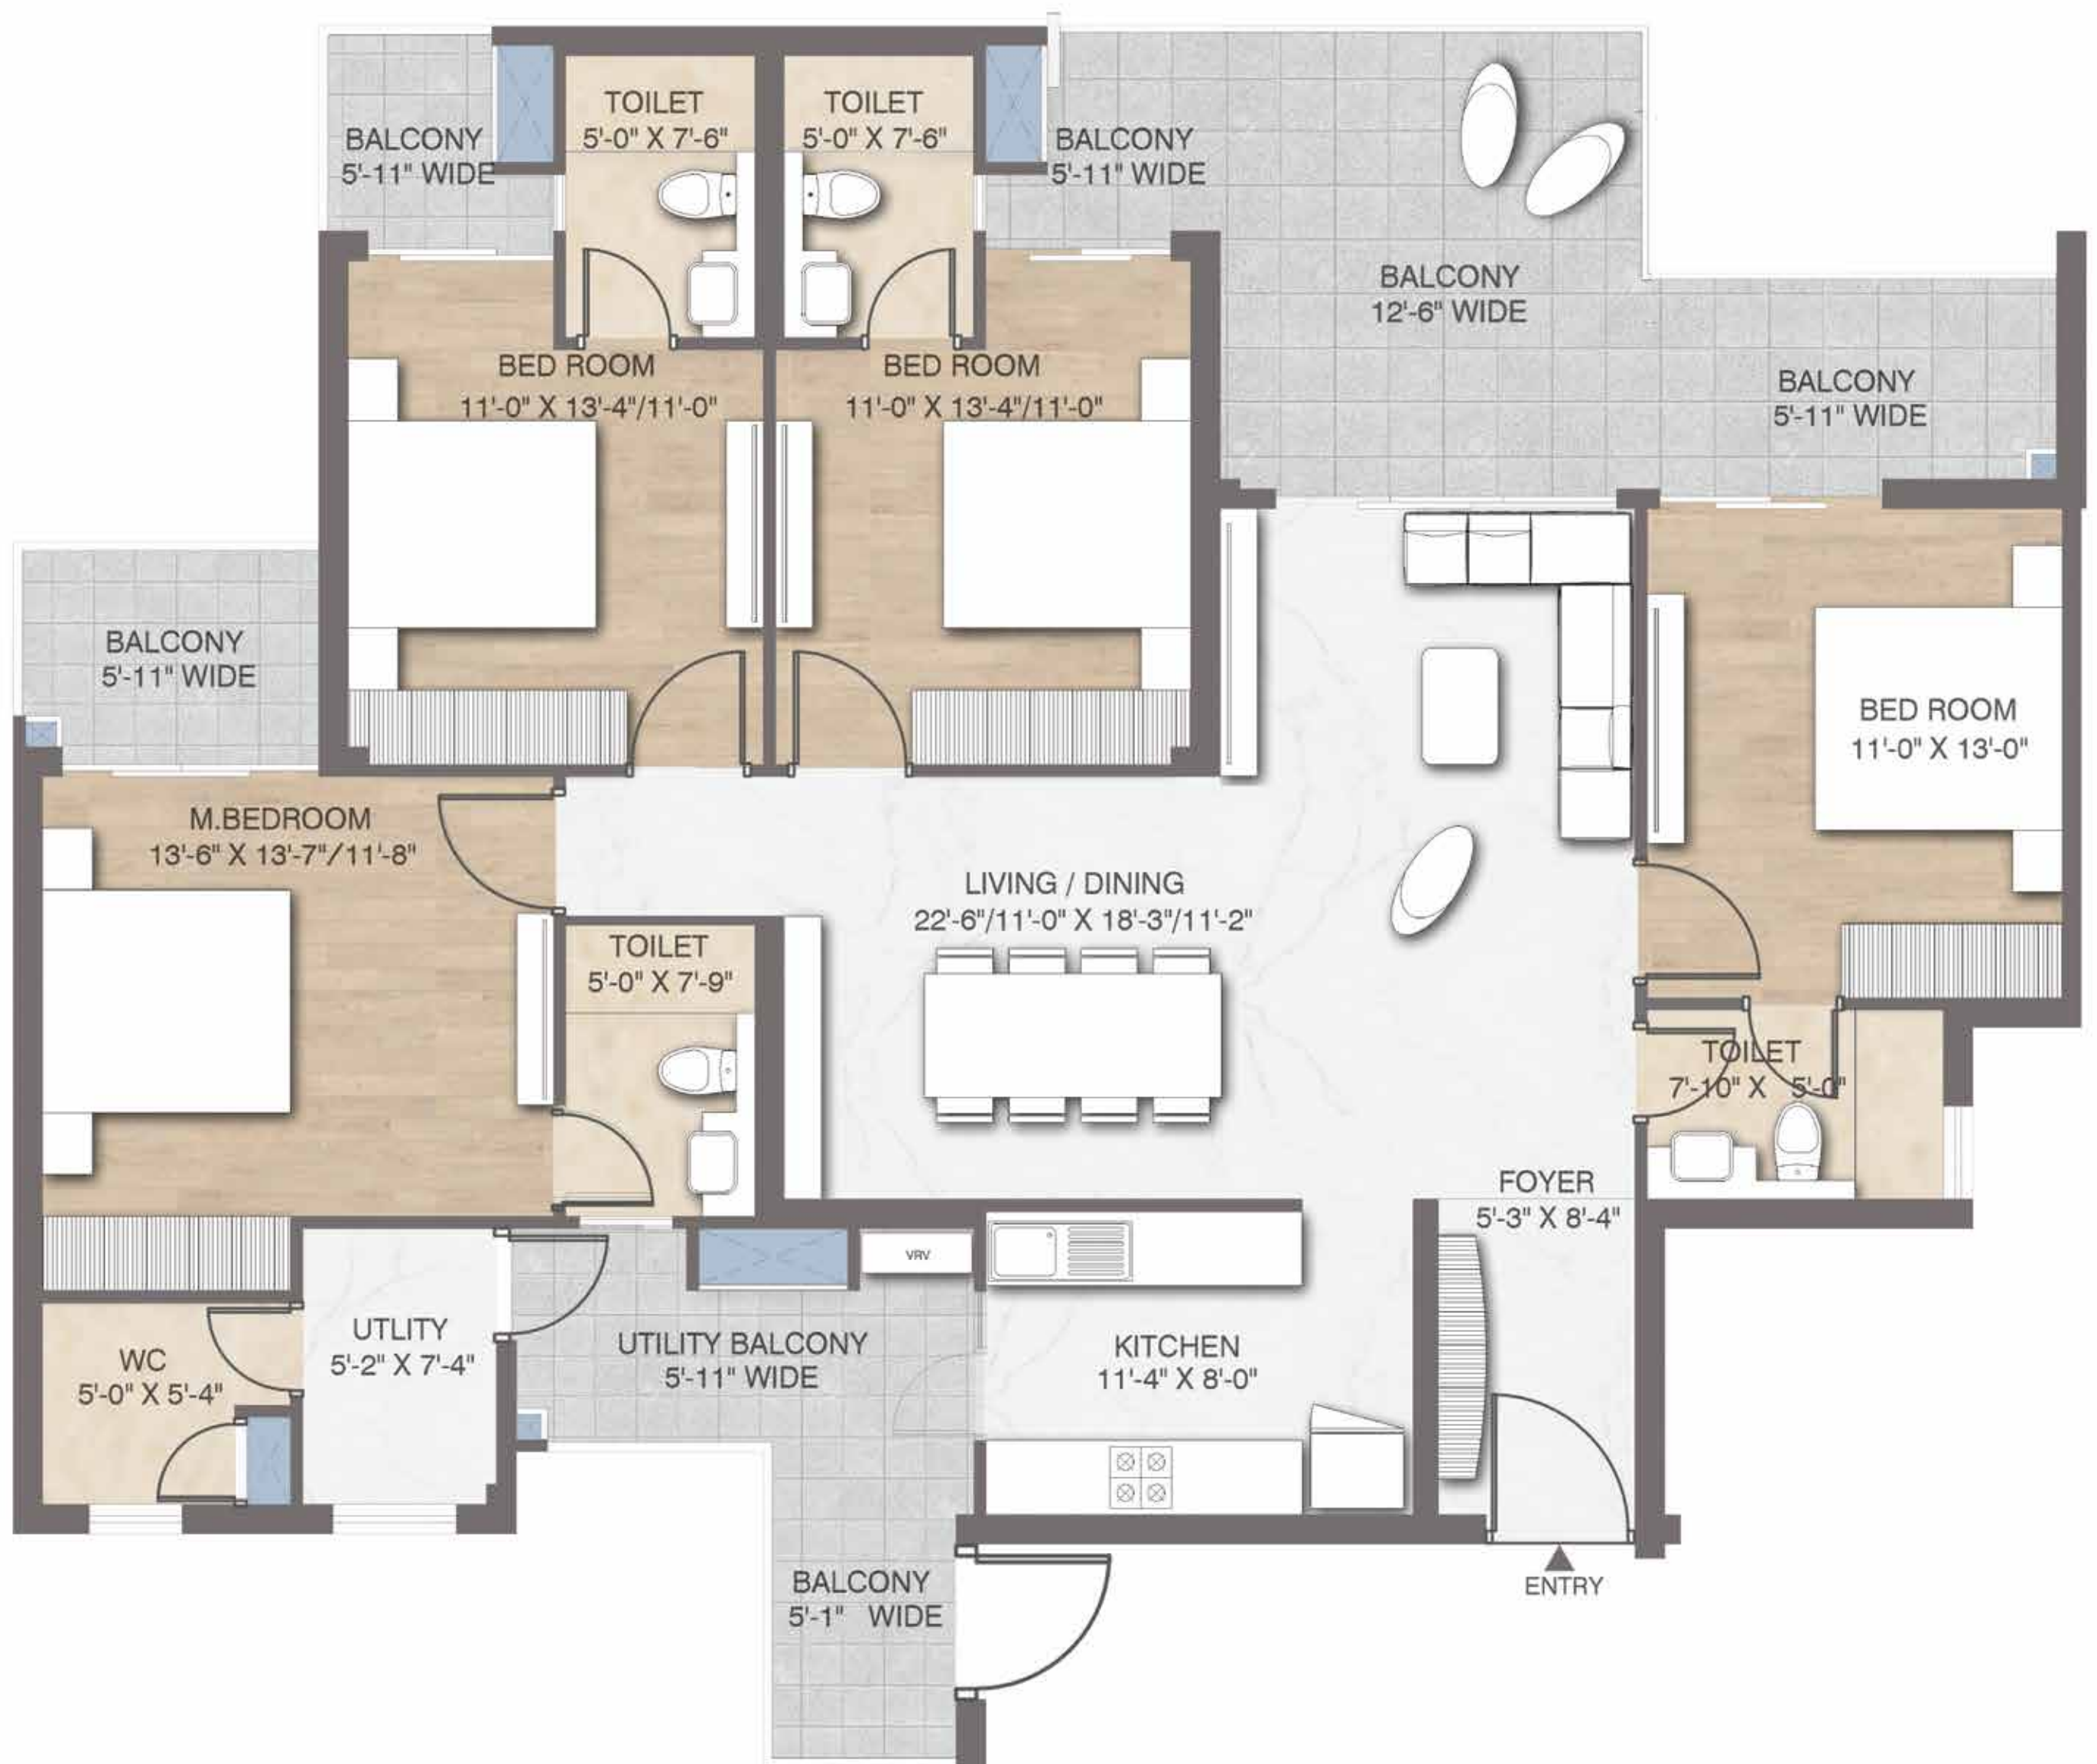 TOILET
5'-0" X 7'-6"
TOILET
5'-0" X 7'-6"
BALCONY
5'-11" WIDE
BALCONY
5'-11" WIDE
BALCONY
12'-6" WIDE
BED ROOM
11'-0" X 13'-4"/11'-0"
BED ROOM
11'-0" X 13'-4"/11'-0"
BALCONY
5'-11" WIDE
BALCONY
5'-11" WIDE
BED ROOM
11'-0" X 13'-0"
M.BEDROOM
13'-6" X 13'-7"/11'-8"
LIVING / DINING
22'-6"/11'-0" X 18'-3"/11'-2"
TOILET
5'-0" X 7'-9"
TOILET
7'-10" X 5'-0"
FOYER
5'-3" X 8'-4"
VRV
UTLITY
5'-2" X 7'-4"
UTILITY BALCONY
5'-11" WIDE
KITCHEN
11'-4" X 8'-0"
WC
5'-0" X 5'-4"
BALCONY
5'-1" WIDE
ENTRY